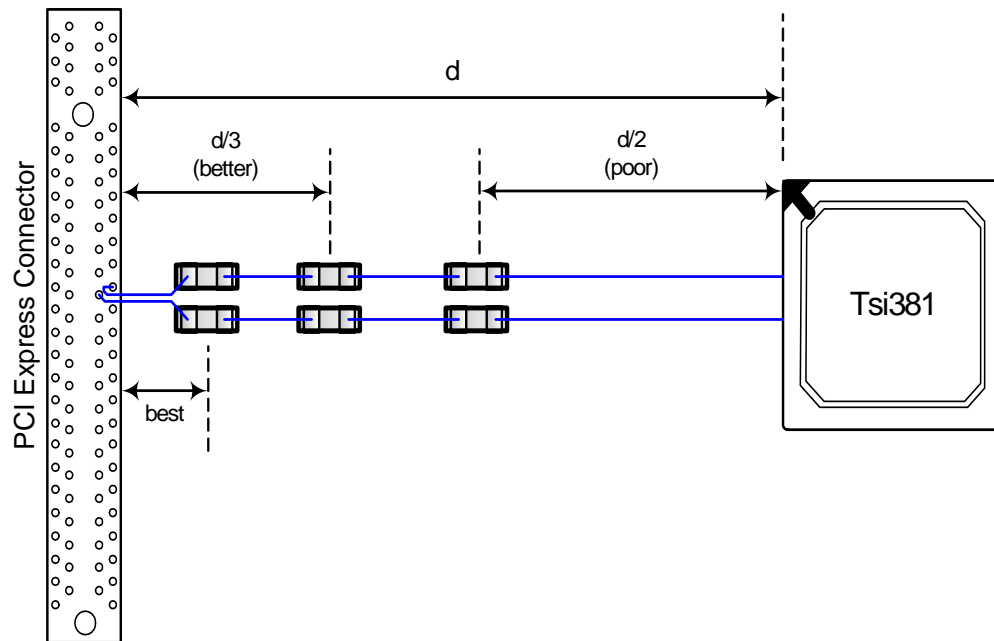 d
d/3
(better)
d/2
(poor)
PCI Express Connector
Tsi381
best